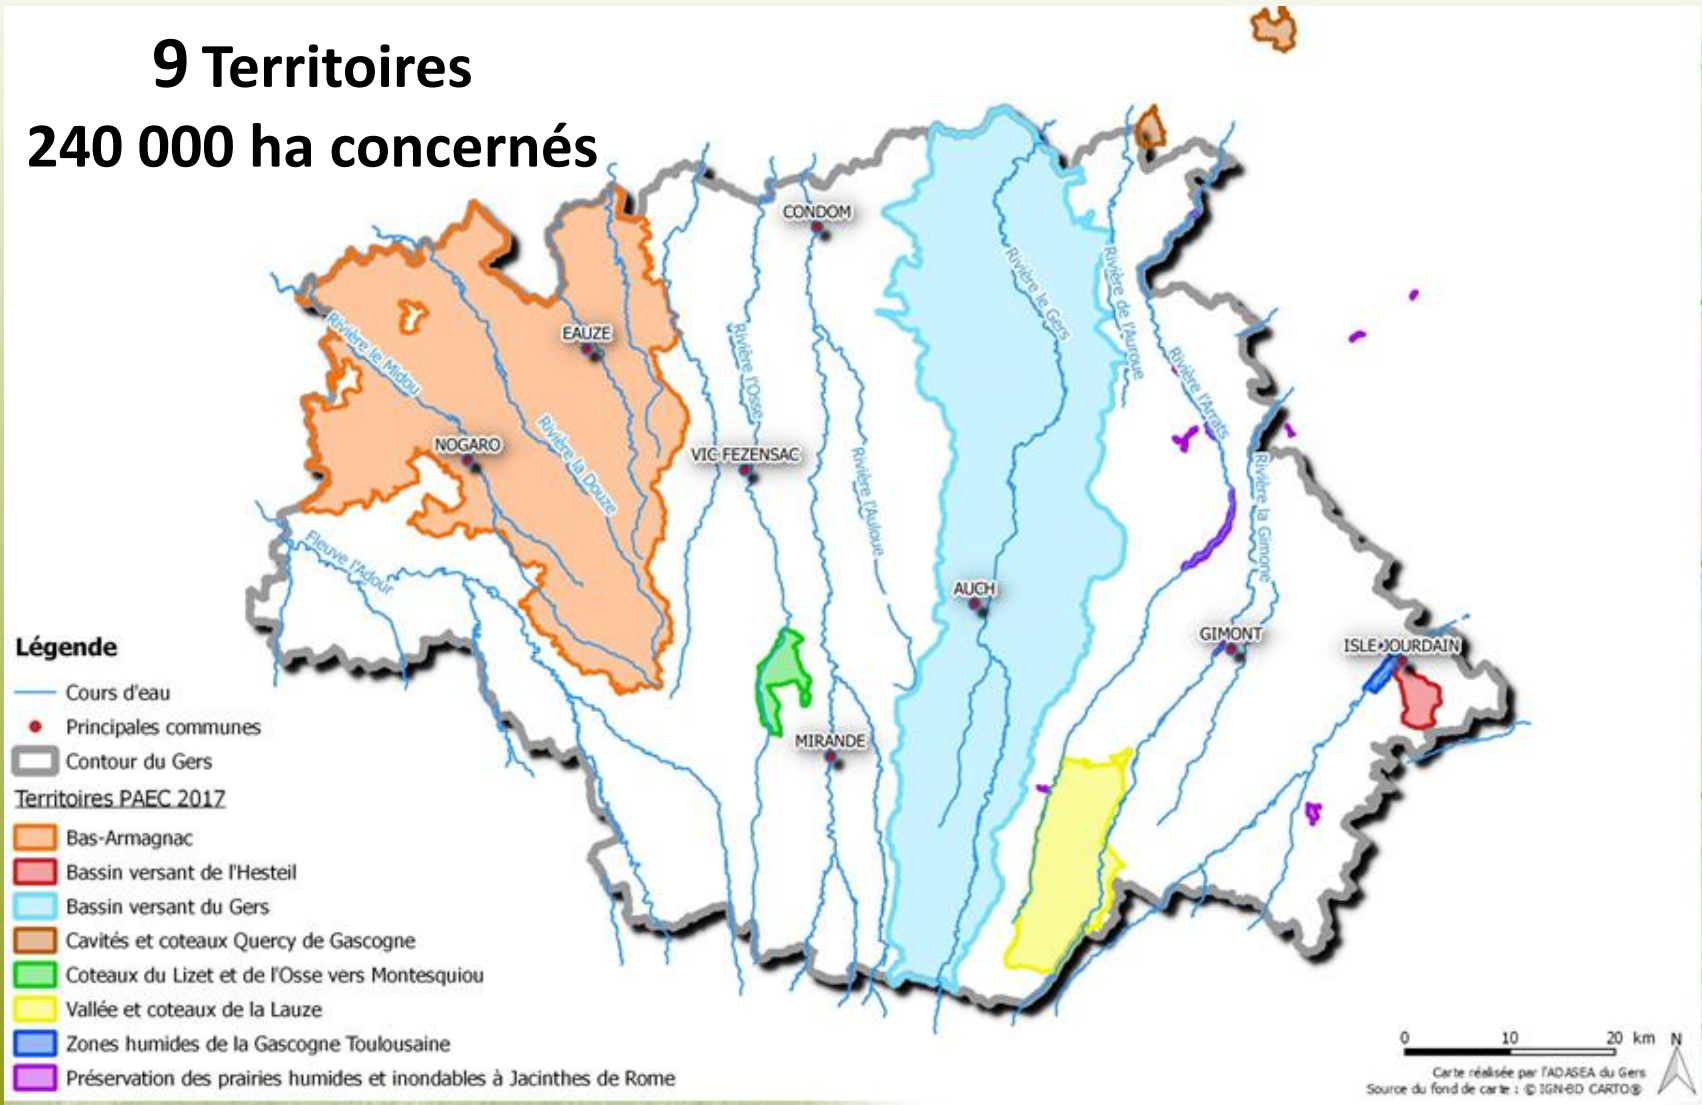 9 Territoires
240 000 ha concernés
CONDOM
EAUZE
NOGARO
VIC FEZENSAC
AUCH
GIMONT
ISLE JOURDAIN
MIRANDE
Rivière le Midou
Rivière la Douze
Fleuve l'Adour
Rivière l'Osse
Rivière l'Auloue
Rivière le Gers
Rivière de l'Auroue
Rivière l'Arrats
Rivière la Gimone
Légende
Cours d'eau
Principales communes
Contour du Gers
Territoires PAEC 2017
Bas-Armagnac
Bassin versant de l'Hesteil
Bassin versant du Gers
Cavités et coteaux Quercy de Gascogne
Coteaux du Lizet et de l'Osse vers Montesquiou
Vallée et coteaux de la Lauze
Zones humides de la Gascogne Toulousaine
Préservation des prairies humides et inondables à Jacinthes de Rome
0 10 20 km N
Carte réalisée par l'ADASEA du Gers
Source du fond de carte : © IGN-BD CARTO®